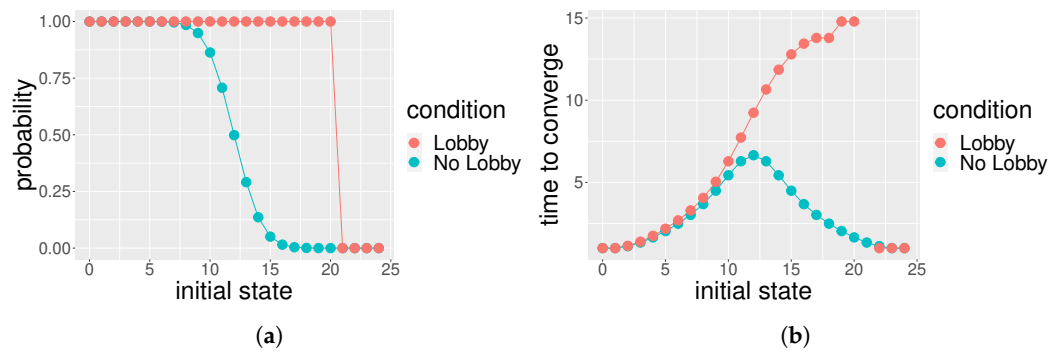 1.00
0.75
0.50
0.25
0.00
probability
0 5 10 15 20 25
initial state
condition
Lobby
No Lobby
(a)
15
10
5
time to converge
0 5 10 15 20 25
initial state
condition
Lobby
No Lobby
(b)